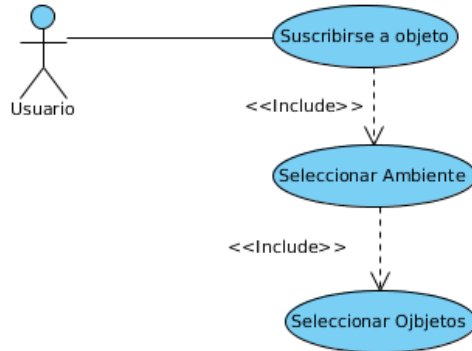 Suscribirse a objeto
Usuario
<<Include>>
Seleccionar Ambiente
<<Include>>
Seleccionar Ojbjetos